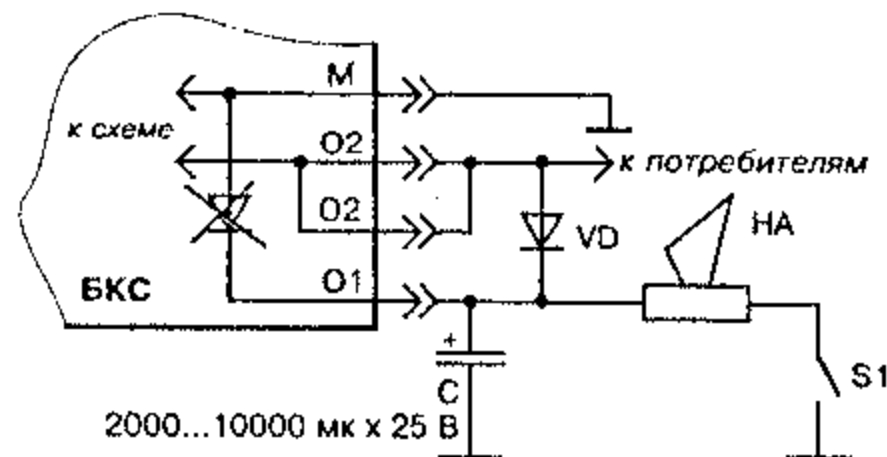 М
к схеме
О2
к потребителям
О2
VD
НА
БКС
О1
+
С
S1
2000...10000 мк х 25 В